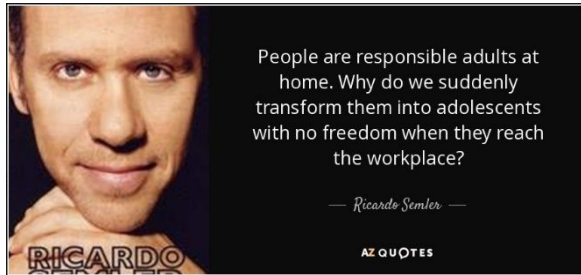 People are responsible adults at
home. Why do we suddenly
transform them into adolescents
with no freedom when they reach
the workplace?
— Ricardo Semler —
AZ QUOTES
RICARDO
SEMLER